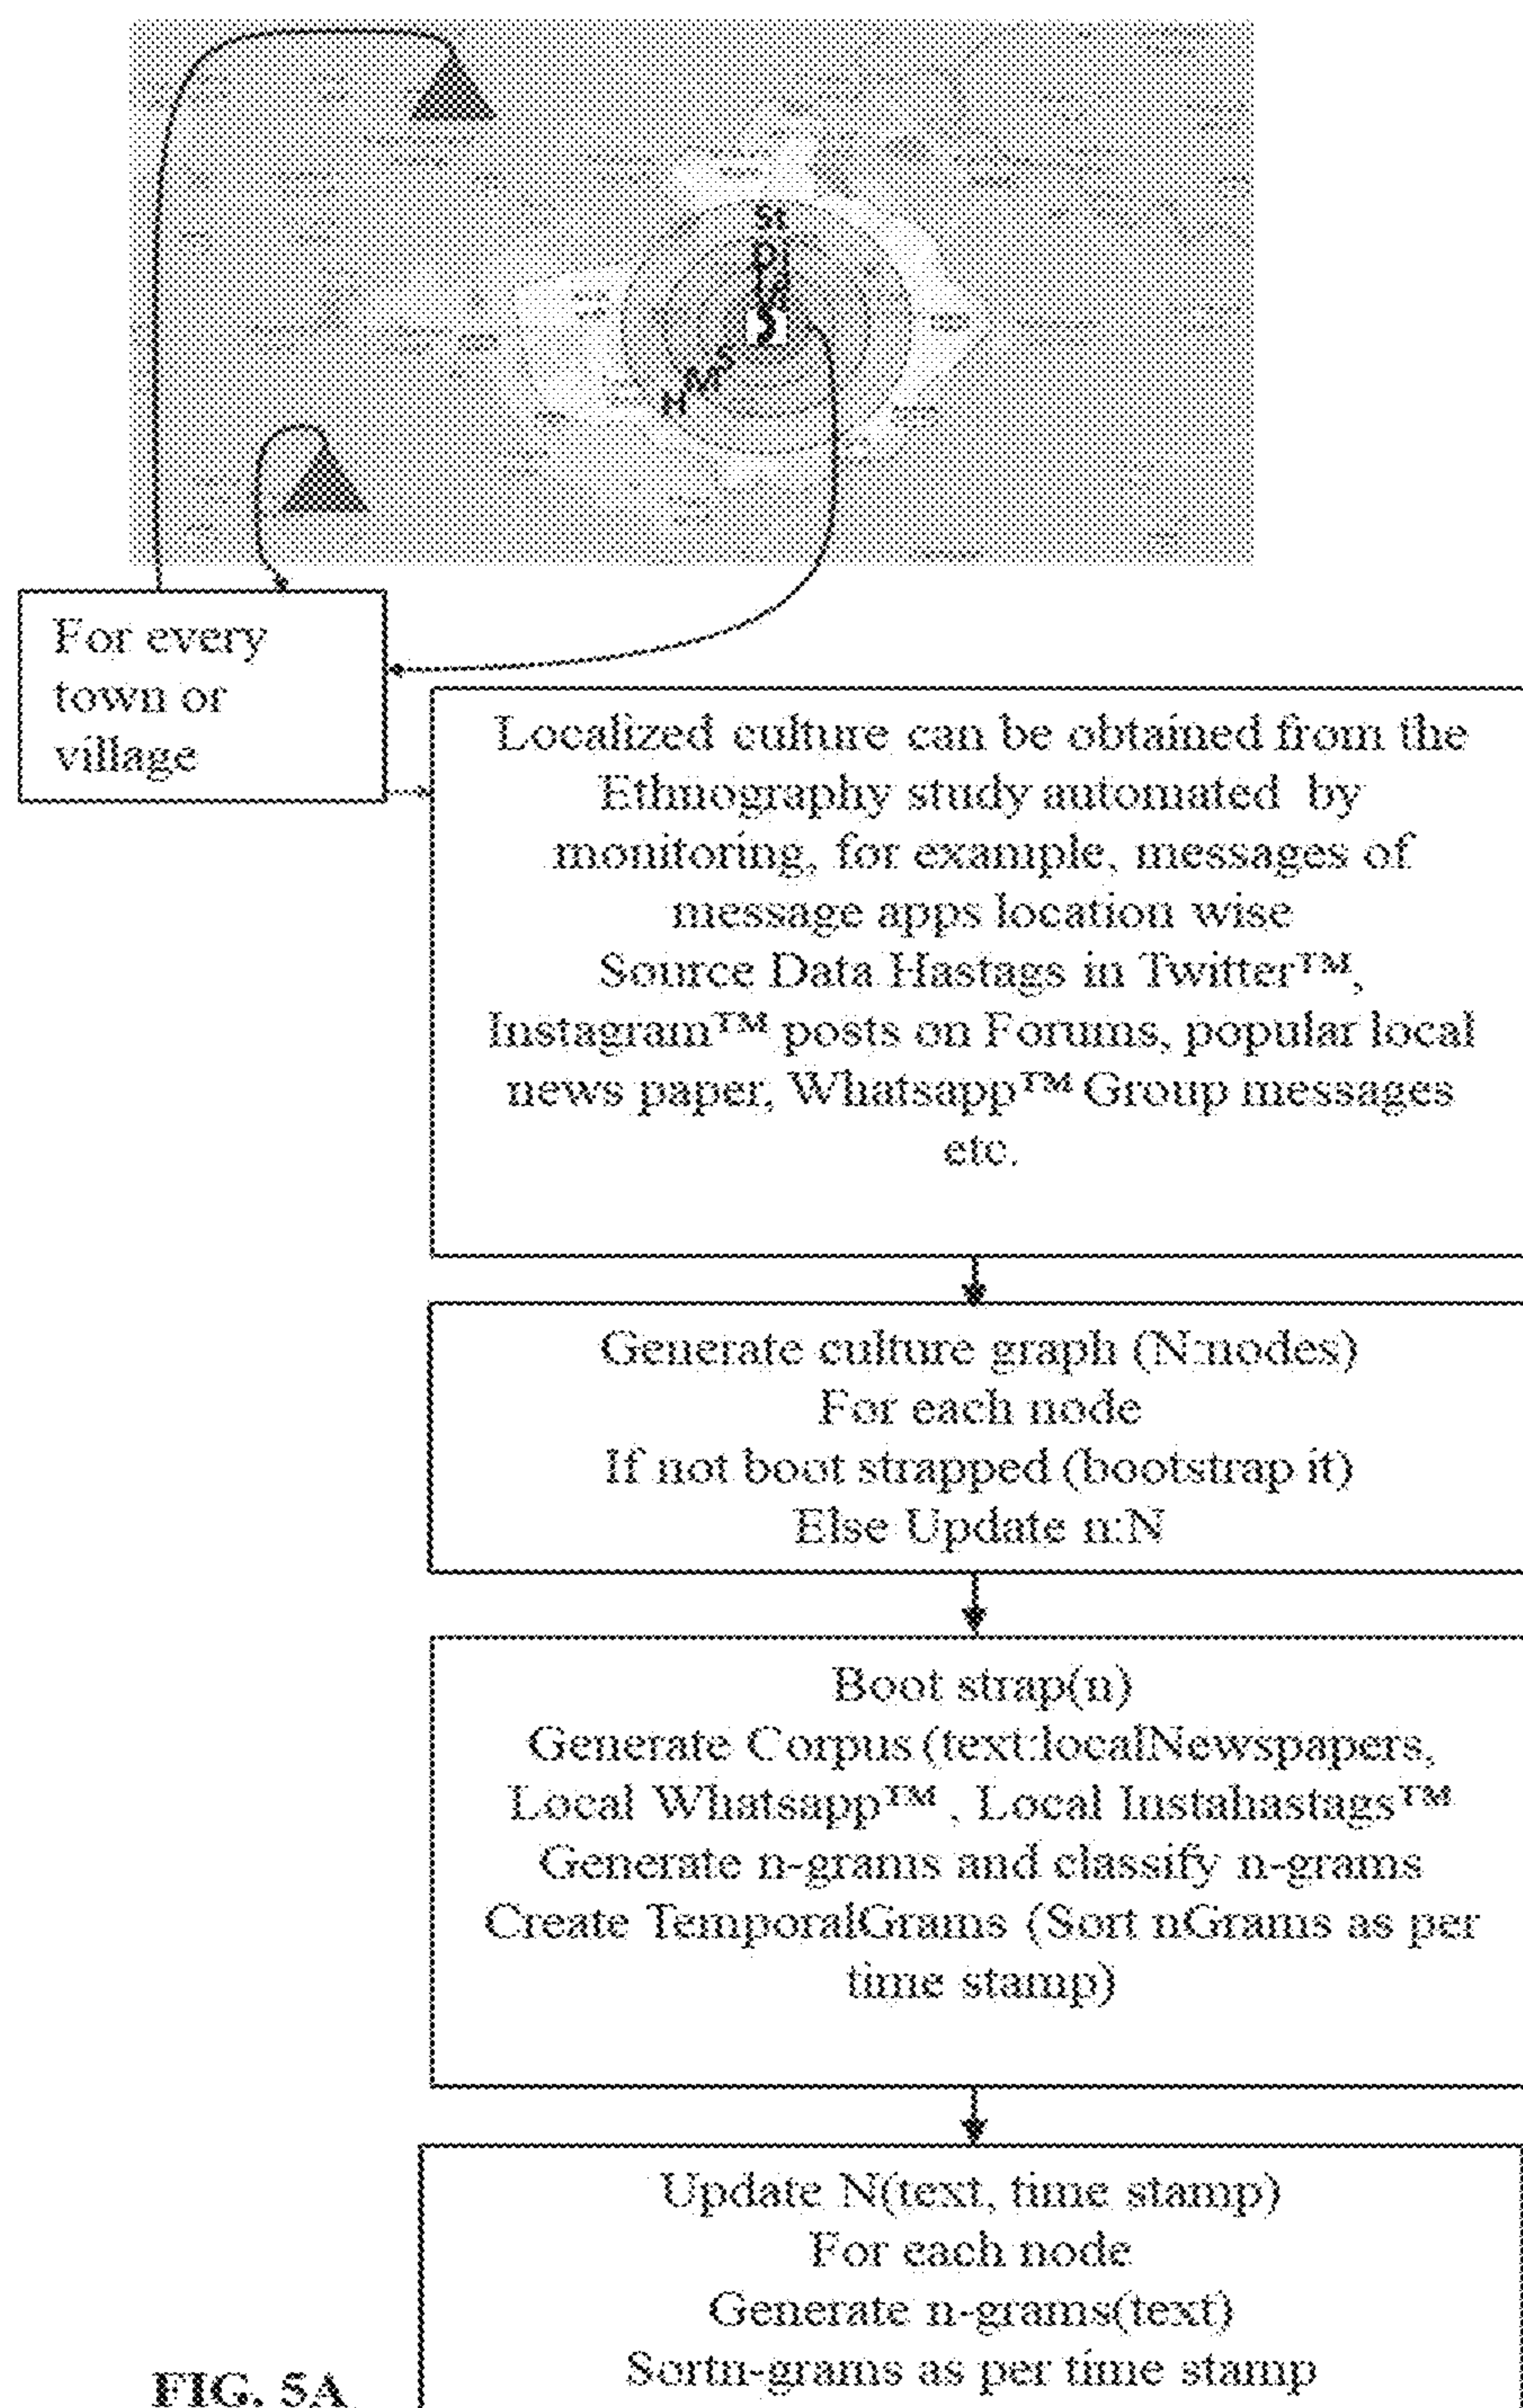 St
S
S
M
H
For every
town or
village
Localized culture can be obtained from the
Ethnography study automated by
monitoring, for example, messages of
message apps location wise
Source Data Hastags in Twitter™,
Instagram™ posts on Forums, popular local
news paper, Whatsapp™ Group messages
etc.
Generate culture graph (N:nodes)
For each node
If not boot strapped (bootstrap it)
Else Update n:N
Boot strap(n)
Generate Corpus (text:localNewspapers,
Local Whatsapp™ , Local Instahastags™
Generate n-grams and classify n-grams
Create TemporalGrams (Sort nGrams as per
time stamp)
Update N(text, time stamp)
For each node
Generate n-grams(text)
Sortn-grams as per time stamp
FIG. 5A